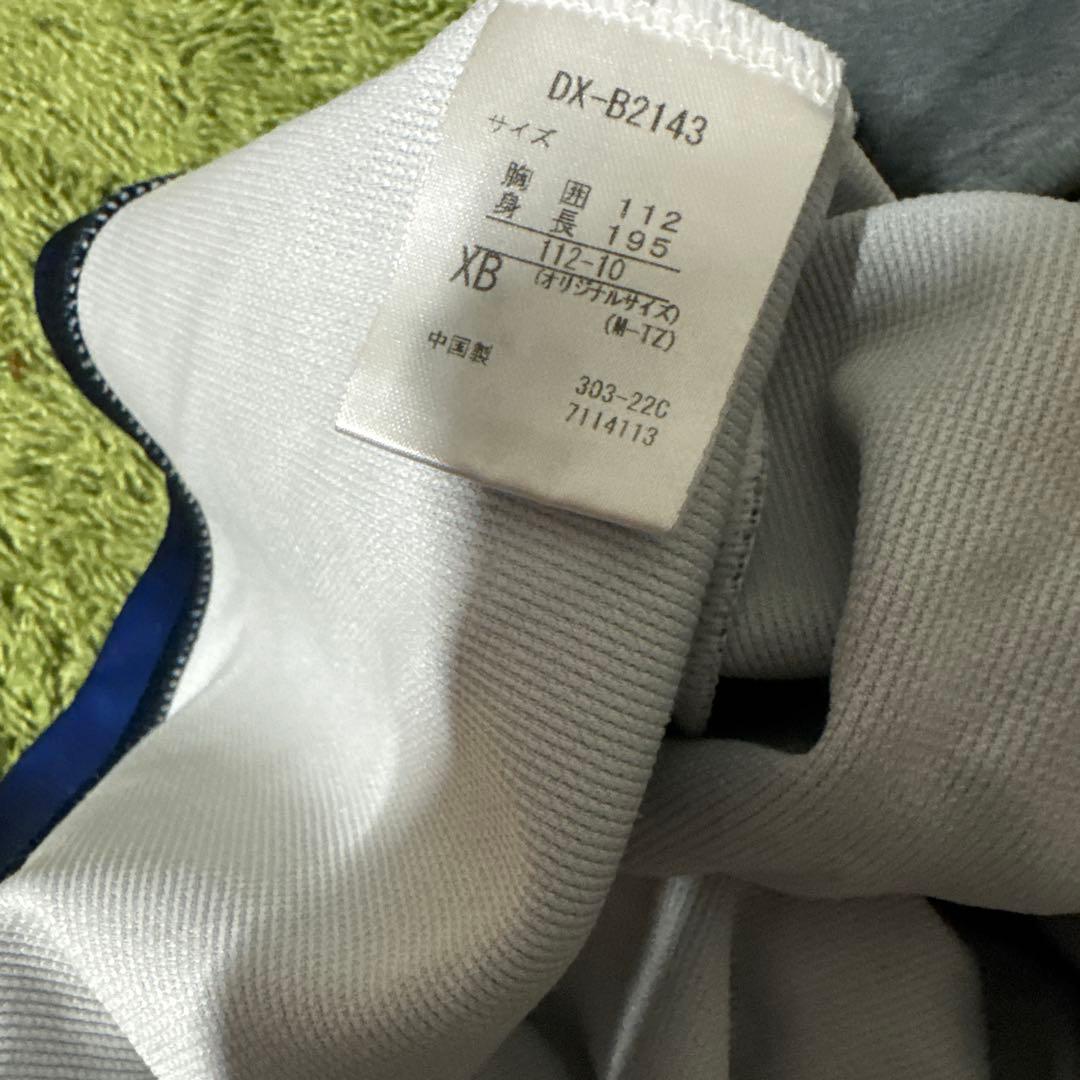 DX-B2143
サイズ
胸囲 112
身長 195
XB 112-10
(オリジナルサイズ)
(M-TZ)
中国製
303-22C
7114113